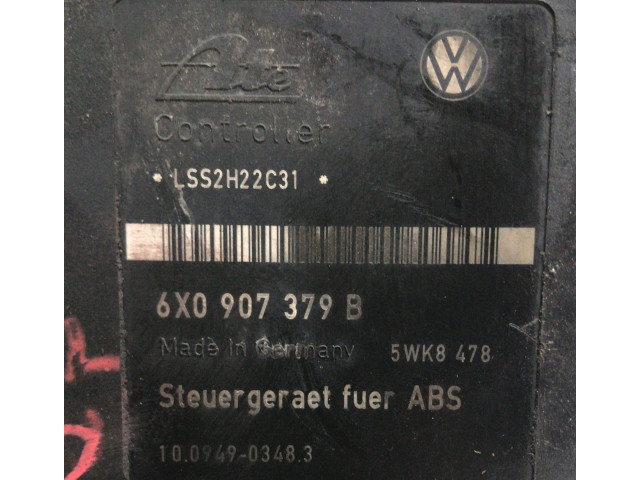 Ate
Controller
* LSS2H22C31 *
6X0 907 379 B
Made in Germany 5WK8 478
Steuergeraet fuer ABS
10.0949-0348.3